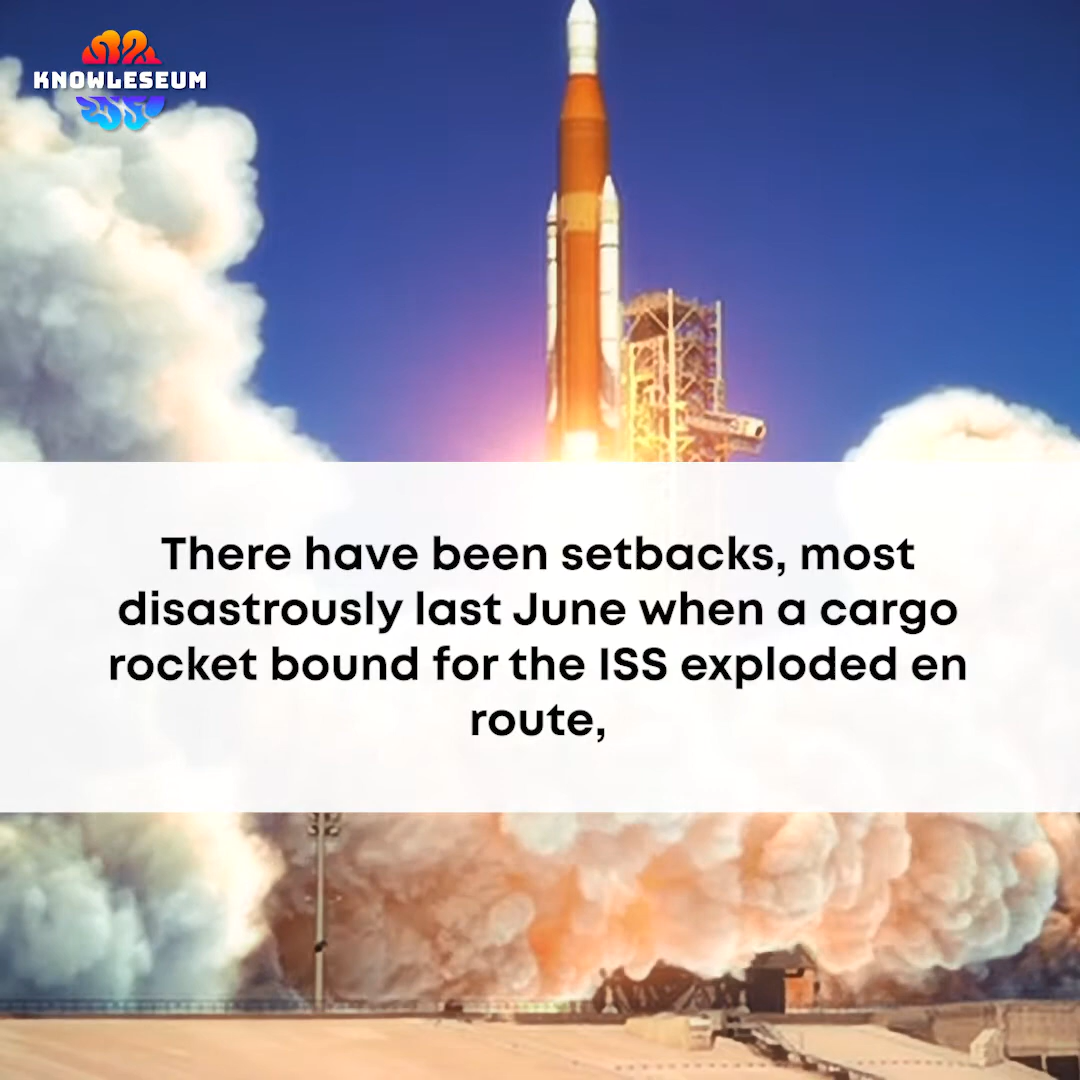 KNOWLESEUM
There have been setbacks, most
disastrously last June when a cargo
rocket bound for the ISS exploded en
route,